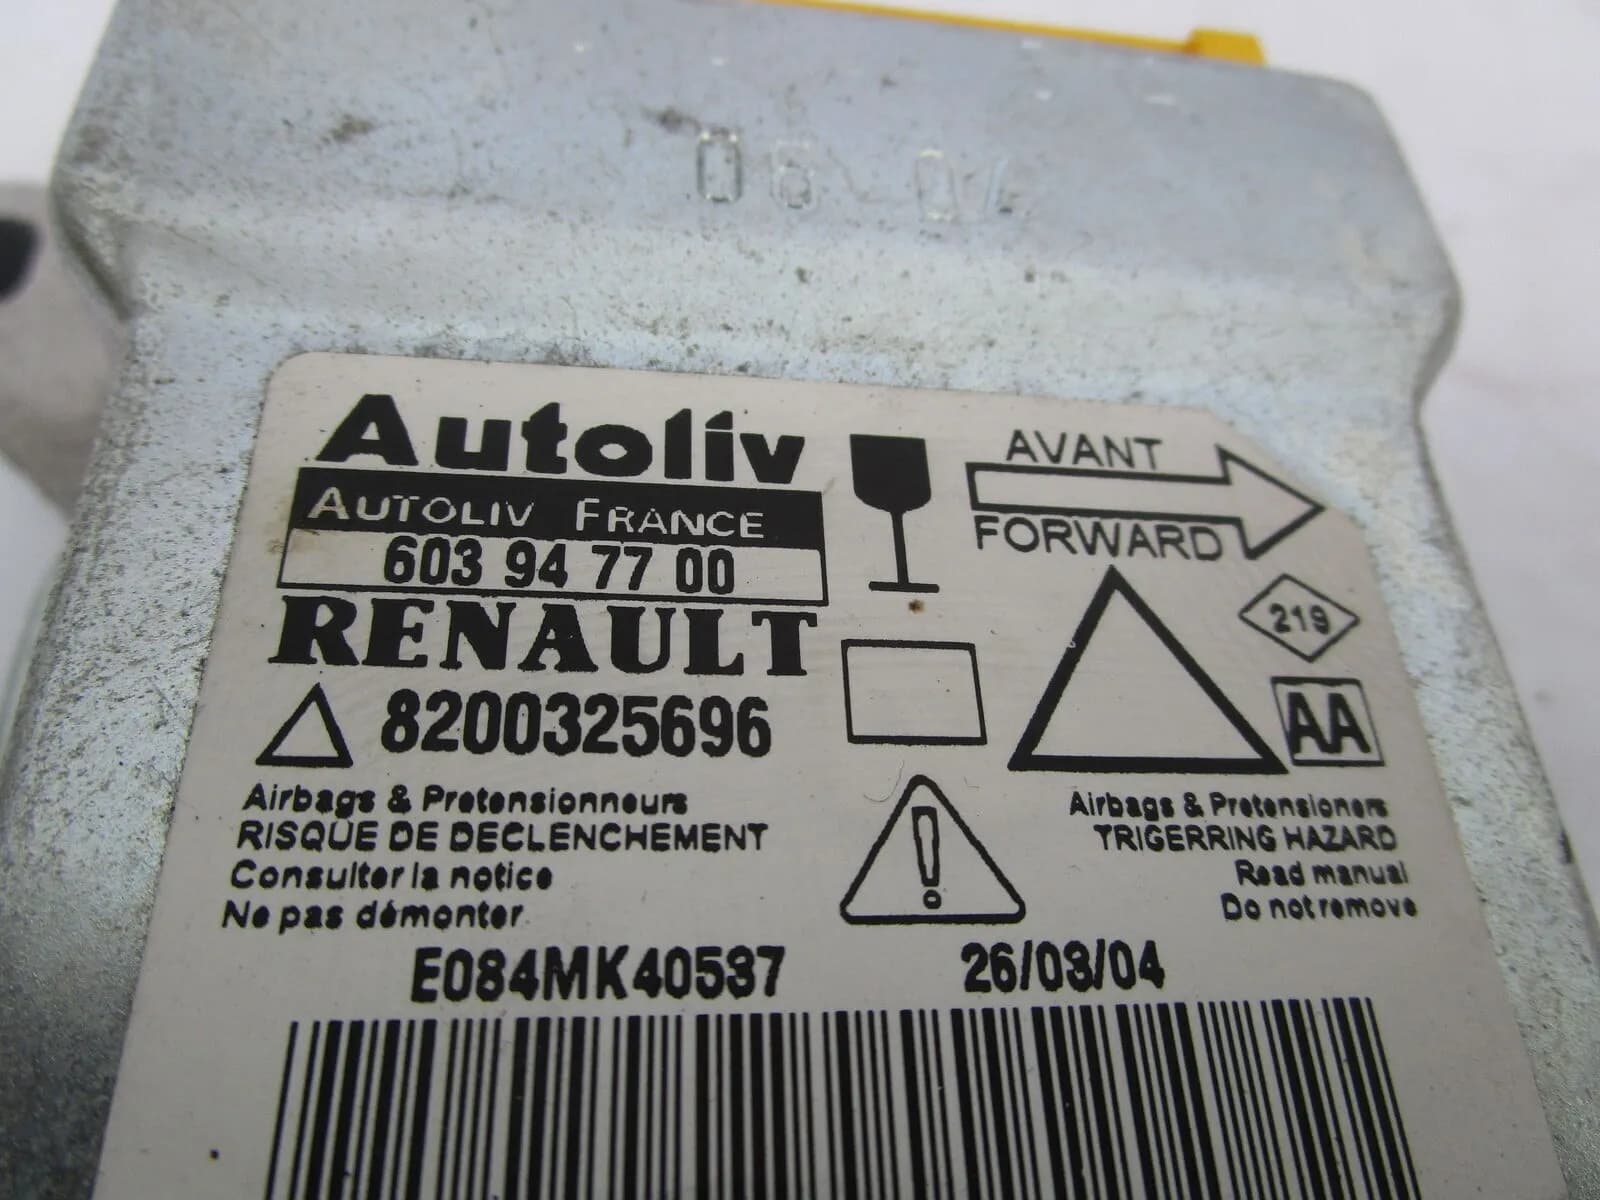 06 04
Autoliv
AUTOLIV FRANCE
603 94 77 00
RENAULT
8200325696
AVANT
FORWARD
219
AA
Airbags & Pretensionneurs
RISQUE DE DECLENCHEMENT
Consulter la notice
Ne pas démonter
Airbags & Pretensioners
TRIGERRING HAZARD
Read manual
Do not remove
E084MK40537
26/03/04